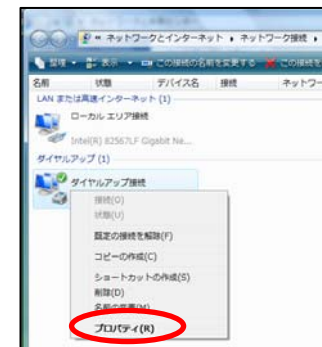 ネットワークとインターネット ▸ ネットワーク接続 ▸
整理 表示 この接続の名前を変更する この接続を
名前 状態 デバイス名 接続 ネットワー
LAN または高速インターネット (1)
ローカル エリア接続
Intel(R) 82567LF Gigabit Ne...
ダイヤルアップ (1)
ダイヤルアップ接続
接続(O)
状態(U)
既定の接続を解除(F)
コピーの作成(C)
ショートカットの作成(S)
削除(D)
名前の変更(M)
プロパティ(R)